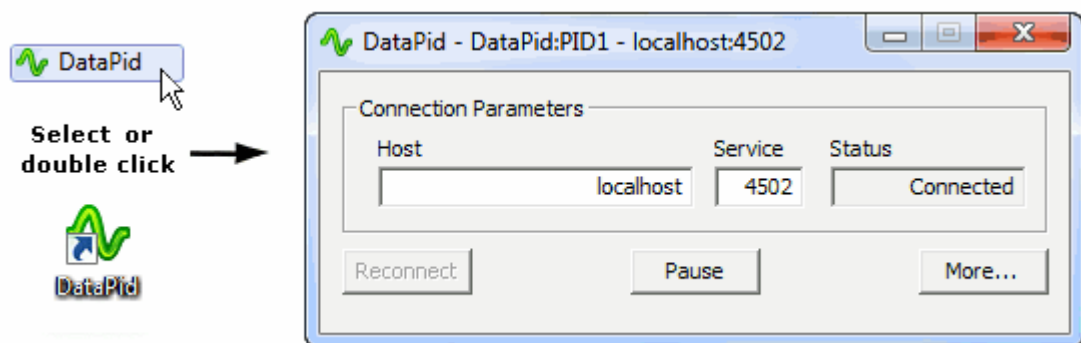 DataPid
Select or
double click
DataPid
DataPid - DataPid:PID1 - localhost:4502
Connection Parameters
Host Service Status
localhost 4502 Connected
Reconnect Pause More...